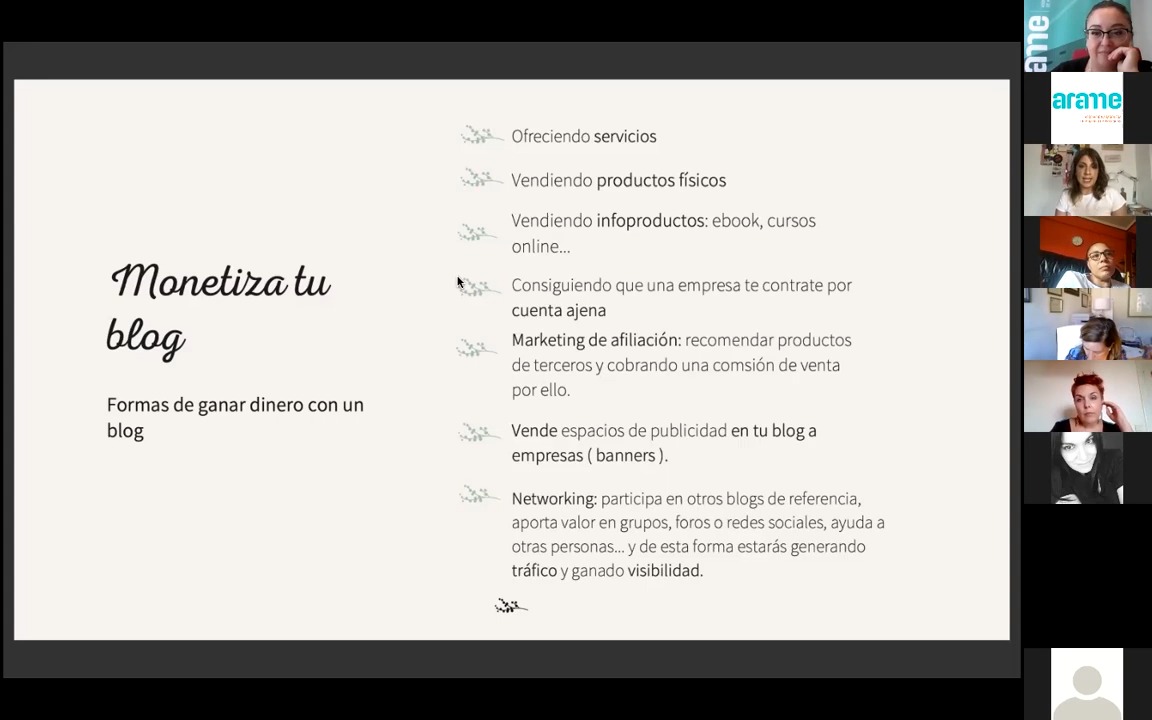 Monetiza tu
blog
Formas de ganar dinero con un
blog
Ofreciendo servicios
Vendiendo productos físicos
Vendiendo infoproductos: ebook, cursos
online...
Consiguiendo que una empresa te contrate por
cuenta ajena
Marketing de afiliación: recomendar productos
de terceros y cobrando una comsión de venta
por ello.
Vende espacios de publicidad en tu blog a
empresas ( banners ).
Networking: participa en otros blogs de referencia,
aporta valor en grupos, foros o redes sociales, ayuda a
otras personas... y de esta forma estarás generando
tráfico y ganado visibilidad.
ame
arame